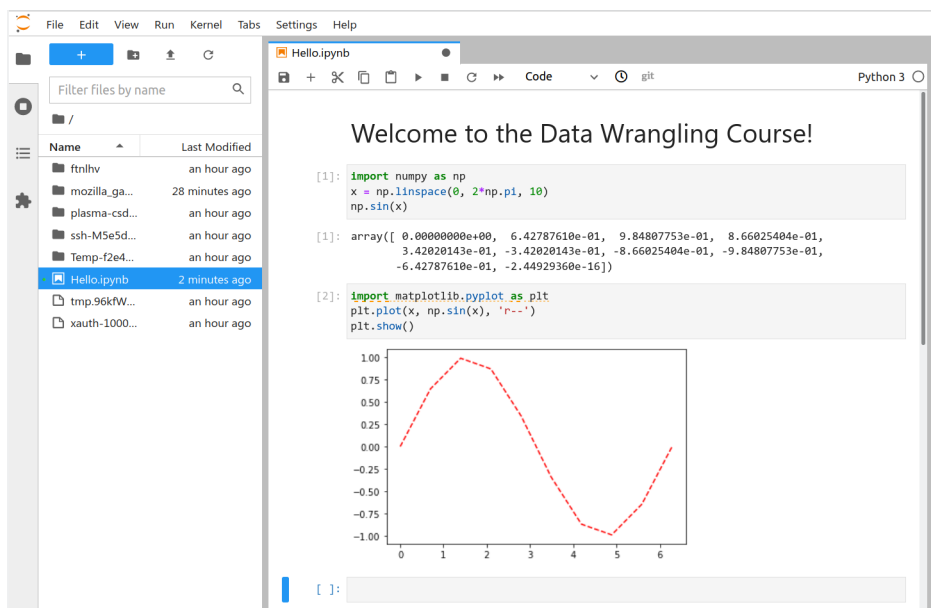 File Edit View Run Kernel Tabs Settings Help
Filter files by name
/
Name Last Modified
ftnlhv an hour ago
mozilla_ga... 28 minutes ago
plasma-csd... an hour ago
ssh-M5e5d... an hour ago
Temp-f2e4... an hour ago
Hello.ipynb 2 minutes ago
tmp.96kfW... an hour ago
xauth-1000... an hour ago
Hello.ipynb
Code git Python 3
Welcome to the Data Wrangling Course!
[1]: import numpy as np
x = np.linspace(0, 2*np.pi, 10)
np.sin(x)
[1]: array([ 0.00000000e+00, 6.42787610e-01, 9.84807753e-01, 8.66025404e-01,
3.42020143e-01, -3.42020143e-01, -8.66025404e-01, -9.84807753e-01,
-6.42787610e-01, -2.44929360e-16])
[2]: import matplotlib.pyplot as plt
plt.plot(x, np.sin(x), 'r--')
plt.show()
1.00
0.75
0.50
0.25
0.00
−0.25
−0.50
−0.75
−1.00
0 1 2 3 4 5 6
[ ]: